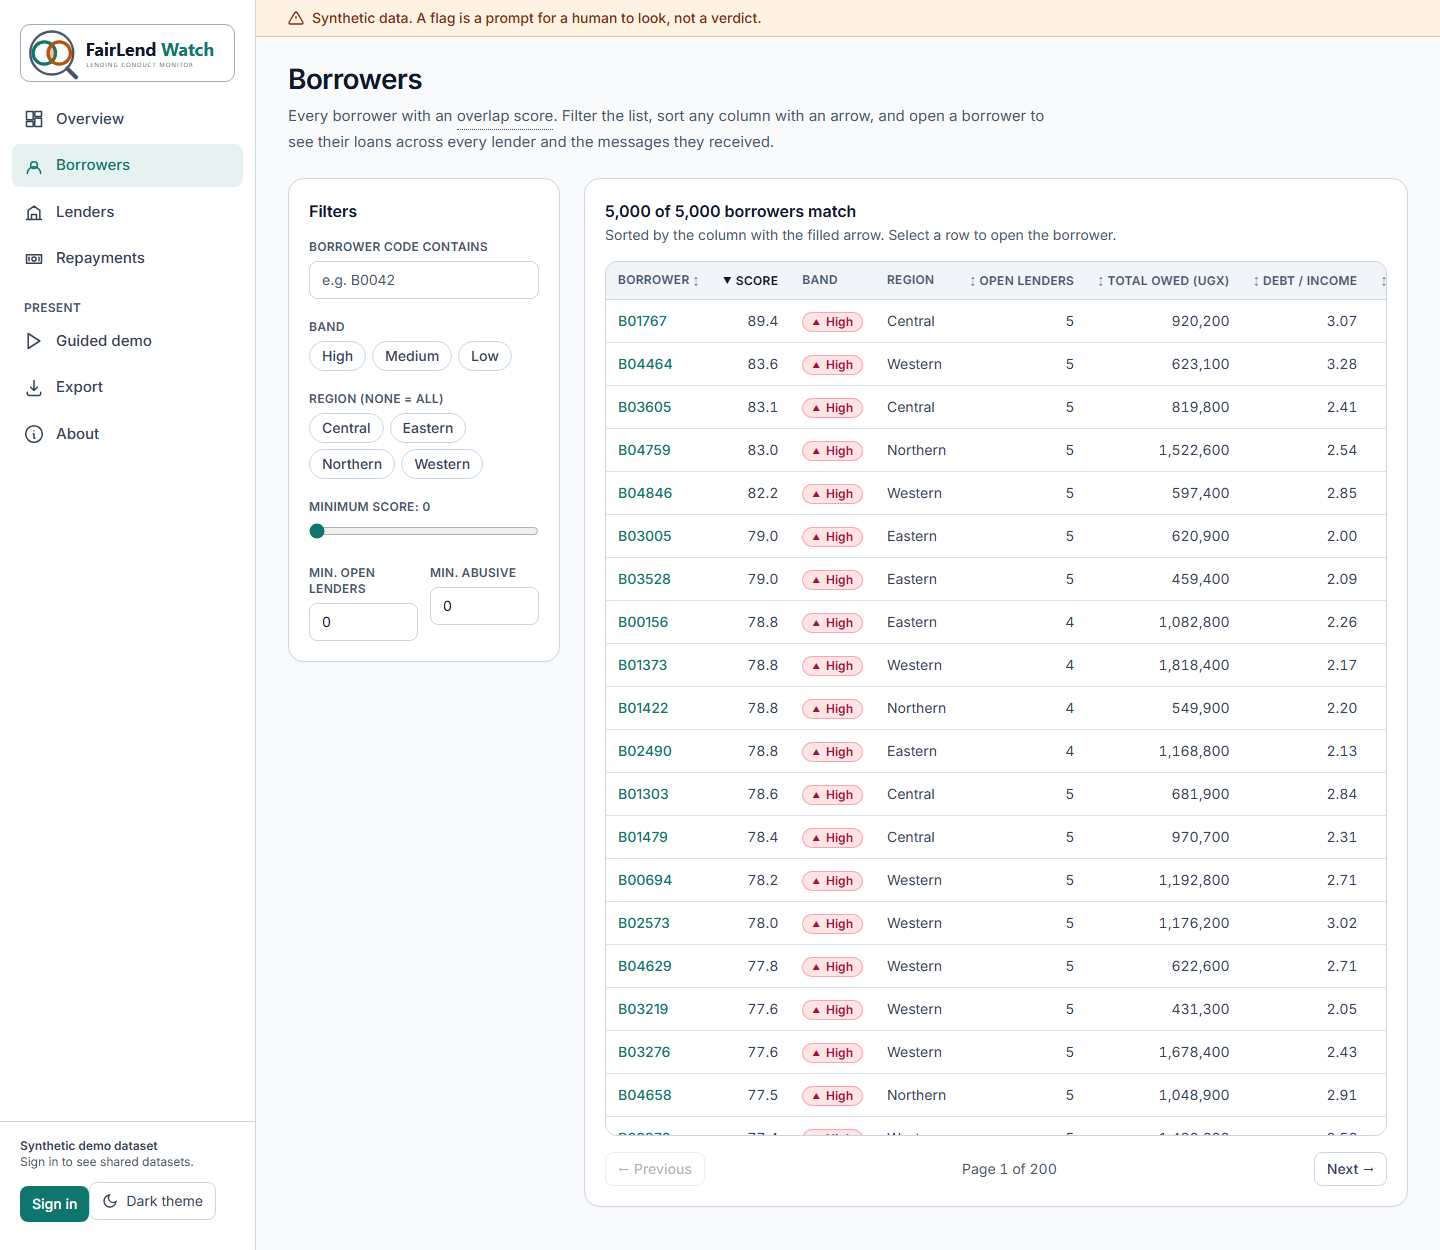 FairLend Watch
LENDING CONDUCT MONITOR
Overview
Borrowers
Lenders
Repayments
PRESENT
Guided demo
Export
About
Synthetic demo dataset
Sign in to see shared datasets.
Sign in
Dark theme
Synthetic data. A flag is a prompt for a human to look, not a verdict.
Borrowers
Every borrower with an overlap score. Filter the list, sort any column with an arrow, and open a borrower to
see their loans across every lender and the messages they received.
Filters
BORROWER CODE CONTAINS
e.g. B0042
BAND
High Medium Low
REGION (NONE = ALL)
Central Eastern
Northern Western
MINIMUM SCORE: 0
MIN. OPEN LENDERS
0
MIN. ABUSIVE
0
5,000 of 5,000 borrowers match
Sorted by the column with the filled arrow. Select a row to open the borrower.
BORROWER ↕ ▼ SCORE BAND REGION ↕ OPEN LENDERS ↕ TOTAL OWED (UGX) ↕ DEBT / INCOME ↕
B01767 89.4 ▲ High Central 5 920,200 3.07
B04464 83.6 ▲ High Western 5 623,100 3.28
B03605 83.1 ▲ High Central 5 819,800 2.41
B04759 83.0 ▲ High Northern 5 1,522,600 2.54
B04846 82.2 ▲ High Western 5 597,400 2.85
B03005 79.0 ▲ High Eastern 5 620,900 2.00
B03528 79.0 ▲ High Eastern 5 459,400 2.09
B00156 78.8 ▲ High Eastern 4 1,082,800 2.26
B01373 78.8 ▲ High Western 4 1,818,400 2.17
B01422 78.8 ▲ High Northern 4 549,900 2.20
B02490 78.8 ▲ High Eastern 4 1,168,800 2.13
B01303 78.6 ▲ High Central 5 681,900 2.84
B01479 78.4 ▲ High Central 5 970,700 2.31
B00694 78.2 ▲ High Western 5 1,192,800 2.71
B02573 78.0 ▲ High Western 5 1,176,200 3.02
B04629 77.8 ▲ High Western 5 622,600 2.71
B03219 77.6 ▲ High Western 5 431,300 2.05
B03276 77.6 ▲ High Western 5 1,678,400 2.43
B04658 77.5 ▲ High Northern 5 1,048,900 2.91
← Previous
Page 1 of 200
Next →